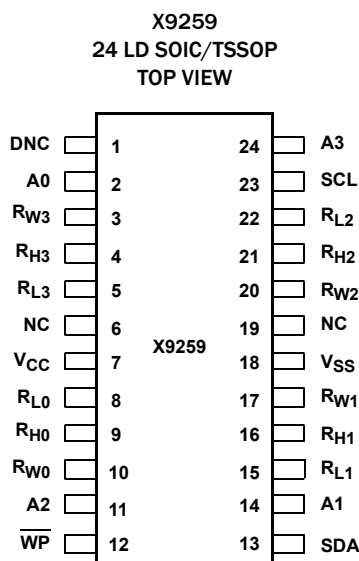 X9259
24 LD SOIC/TSSOP
TOP VIEW
DNC 1 24 A3
A0 2 23 SCL
RW3 3 22 RL2
RH3 4 21 RH2
RL3 5 20 RW2
NC 6 19 NC
X9259
VCC 7 18 VSS
RL0 8 17 RW1
RH0 9 16 RH1
RW0 10 15 RL1
A2 11 14 A1
W̅P̅ 12 13 SDA